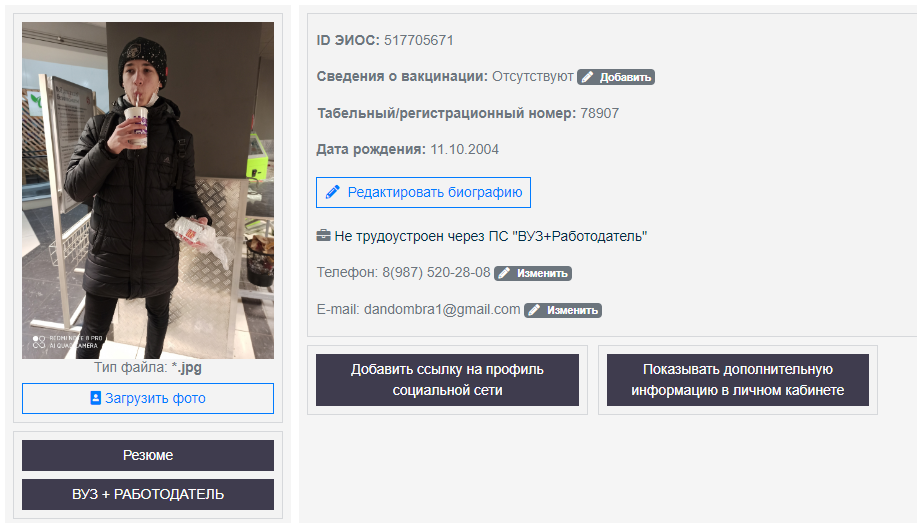 REDMI NOTE 8 PRO
AI QUAD CAMERA
Тип файла: *.jpg
Загрузить фото
Резюме
ВУЗ + РАБОТОДАТЕЛЬ
ID ЭИОС: 517705671
Сведения о вакцинации: Отсутствуют Добавить
Табельный/регистрационный номер: 78907
Дата рождения: 11.10.2004
Редактировать биографию
Не трудоустроен через ПС "ВУЗ+Работодатель"
Телефон: 8(987) 520-28-08 Изменить
E-mail: dandombra1@gmail.com Изменить
Добавить ссылку на профиль
социальной сети
Показывать дополнительную
информацию в личном кабинете